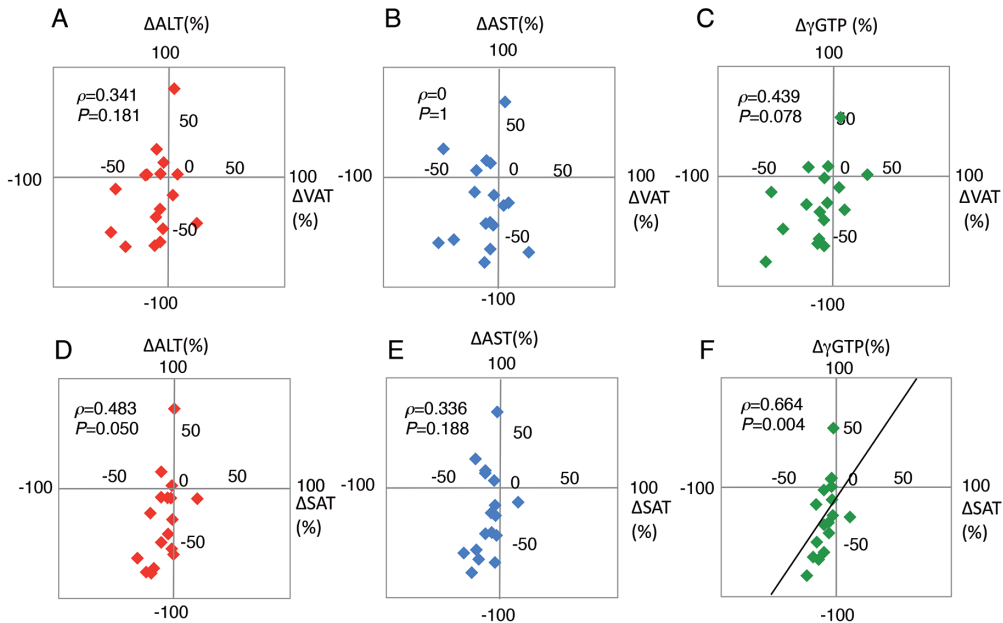 A
ΔALT(%)
100
ρ=0.341
P=0.181
50
-50
0
50
-100
100
ΔVAT
(%)
-50
-100
B
ΔAST(%)
100
ρ=0
P=1
50
-50
0
50
-100
100
ΔVAT
(%)
-50
-100
C
ΔγGTP (%)
100
ρ=0.439
P=0.078
50
-50
0
50
-100
100
ΔVAT
(%)
-50
-100
D
ΔALT(%)
100
ρ=0.483
P=0.050
50
-50
0
50
-100
100
ΔSAT
(%)
-50
-100
E
ΔAST(%)
100
ρ=0.336
P=0.188
50
-50
0
50
-100
100
ΔSAT
(%)
-50
-100
F
ΔγGTP(%)
100
ρ=0.664
P=0.004
50
-50
0
50
-100
100
ΔSAT
(%)
-50
-100